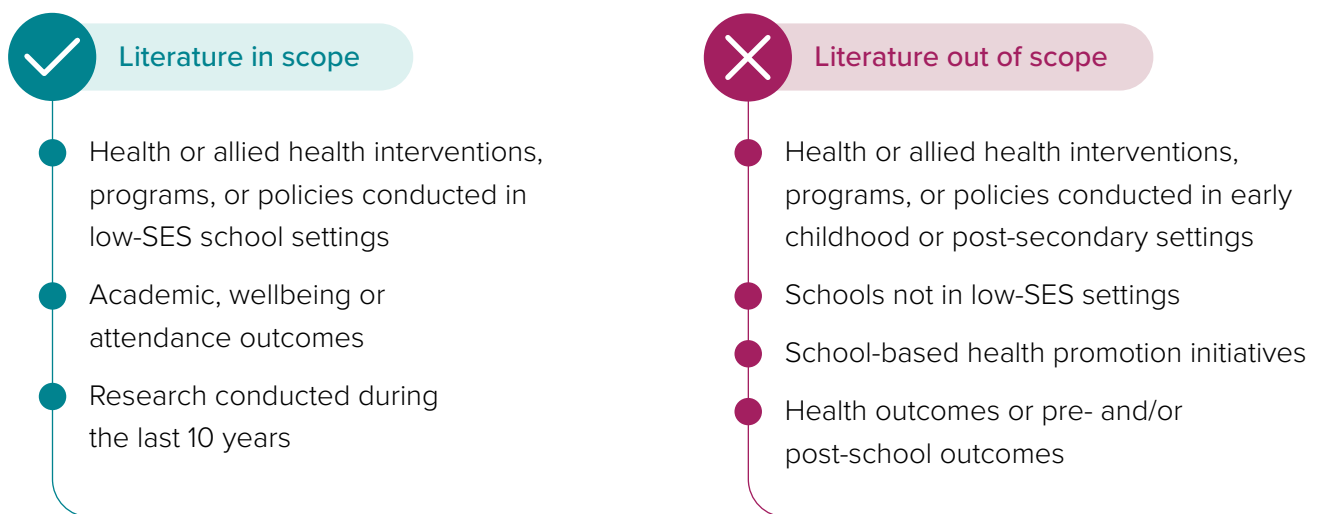 Literature in scope
Health or allied health interventions,
programs, or policies conducted in
low-SES school settings
Academic, wellbeing or
attendance outcomes
Research conducted during
the last 10 years
Literature out of scope
Health or allied health interventions,
programs, or policies conducted in early
childhood or post-secondary settings
Schools not in low-SES settings
School-based health promotion initiatives
Health outcomes or pre- and/or
post-school outcomes